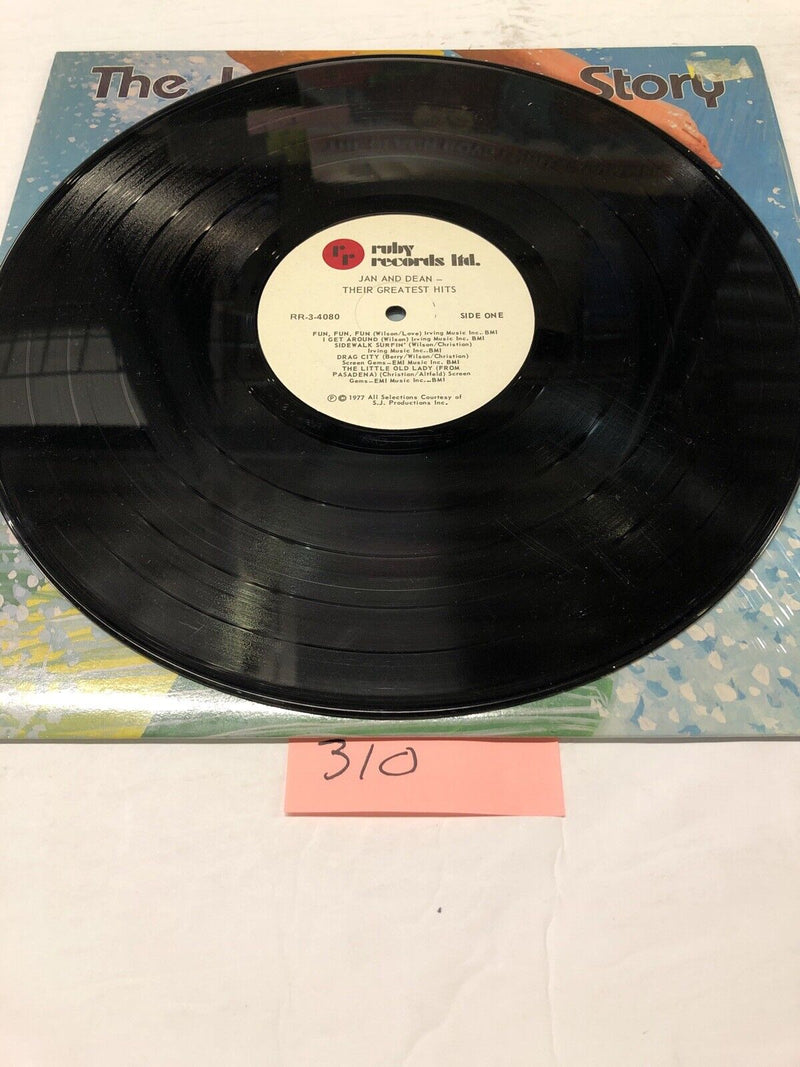 The J Story
rr ruby
records ltd.
JAN AND DEAN –
THEIR GREATEST HITS
RR-3-4080 SIDE ONE
FUN, FUN, FUN (Wilson/Love) Irving Music Inc..BMI
I GET AROUND (Wilson) Irving Music Inc. BMI
SIDEWALK SURFIN' (Wilson/Christian)
Irving Music Inc..BMI
DRAG CITY (Berry/Wilson/Christian)
Screen Gems–EMI Music Inc. BMI
THE LITTLE OLD LADY (FROM
PASADENA) (Christian/Altfeld) Screen
Gems–EMI Music Inc...BMI
℗ © 1977 All Selections Courtesy of
S.J. Productions Inc.
310